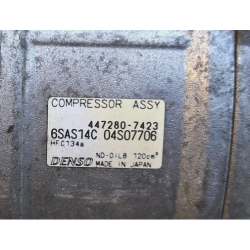 COMPRESSOR ASSY
447280-7423
6SAS14C 04S07706
HFC134a
ND-OIL8 120cm³
DENSO MADE IN JAPAN